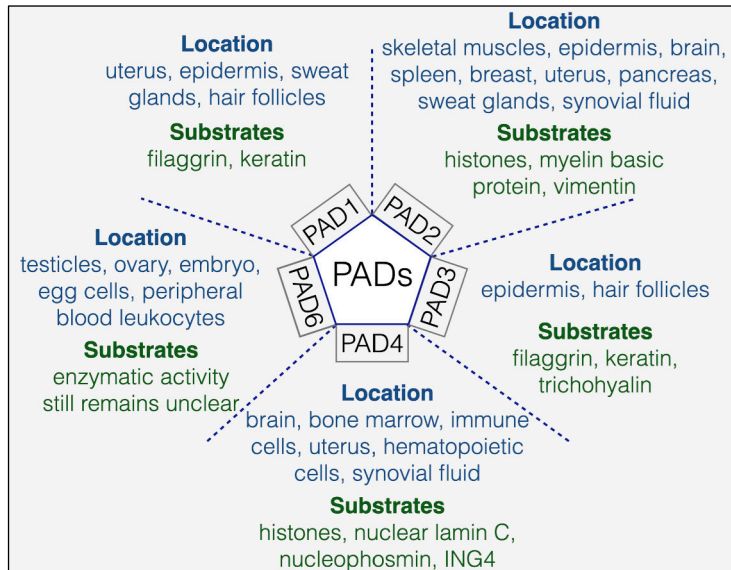 Location
uterus, epidermis, sweat
glands, hair follicles
Substrates
filaggrin, keratin
Location
skeletal muscles, epidermis, brain,
spleen, breast, uterus, pancreas,
sweat glands, synovial fluid
Substrates
histones, myelin basic
protein, vimentin
PAD1
PAD2
PADs
PAD6
PAD3
PAD4
Location
testicles, ovary, embryo,
egg cells, peripheral
blood leukocytes
Substrates
enzymatic activity
still remains unclear
Location
epidermis, hair follicles
Substrates
filaggrin, keratin,
trichohyalin
Location
brain, bone marrow, immune
cells, uterus, hematopoietic
cells, synovial fluid
Substrates
histones, nuclear lamin C,
nucleophosmin, ING4